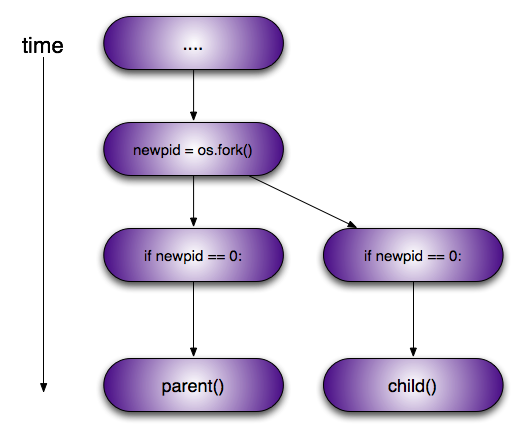 time
....
newpid = os.fork()
if newpid == 0:
if newpid == 0:
parent()
child()